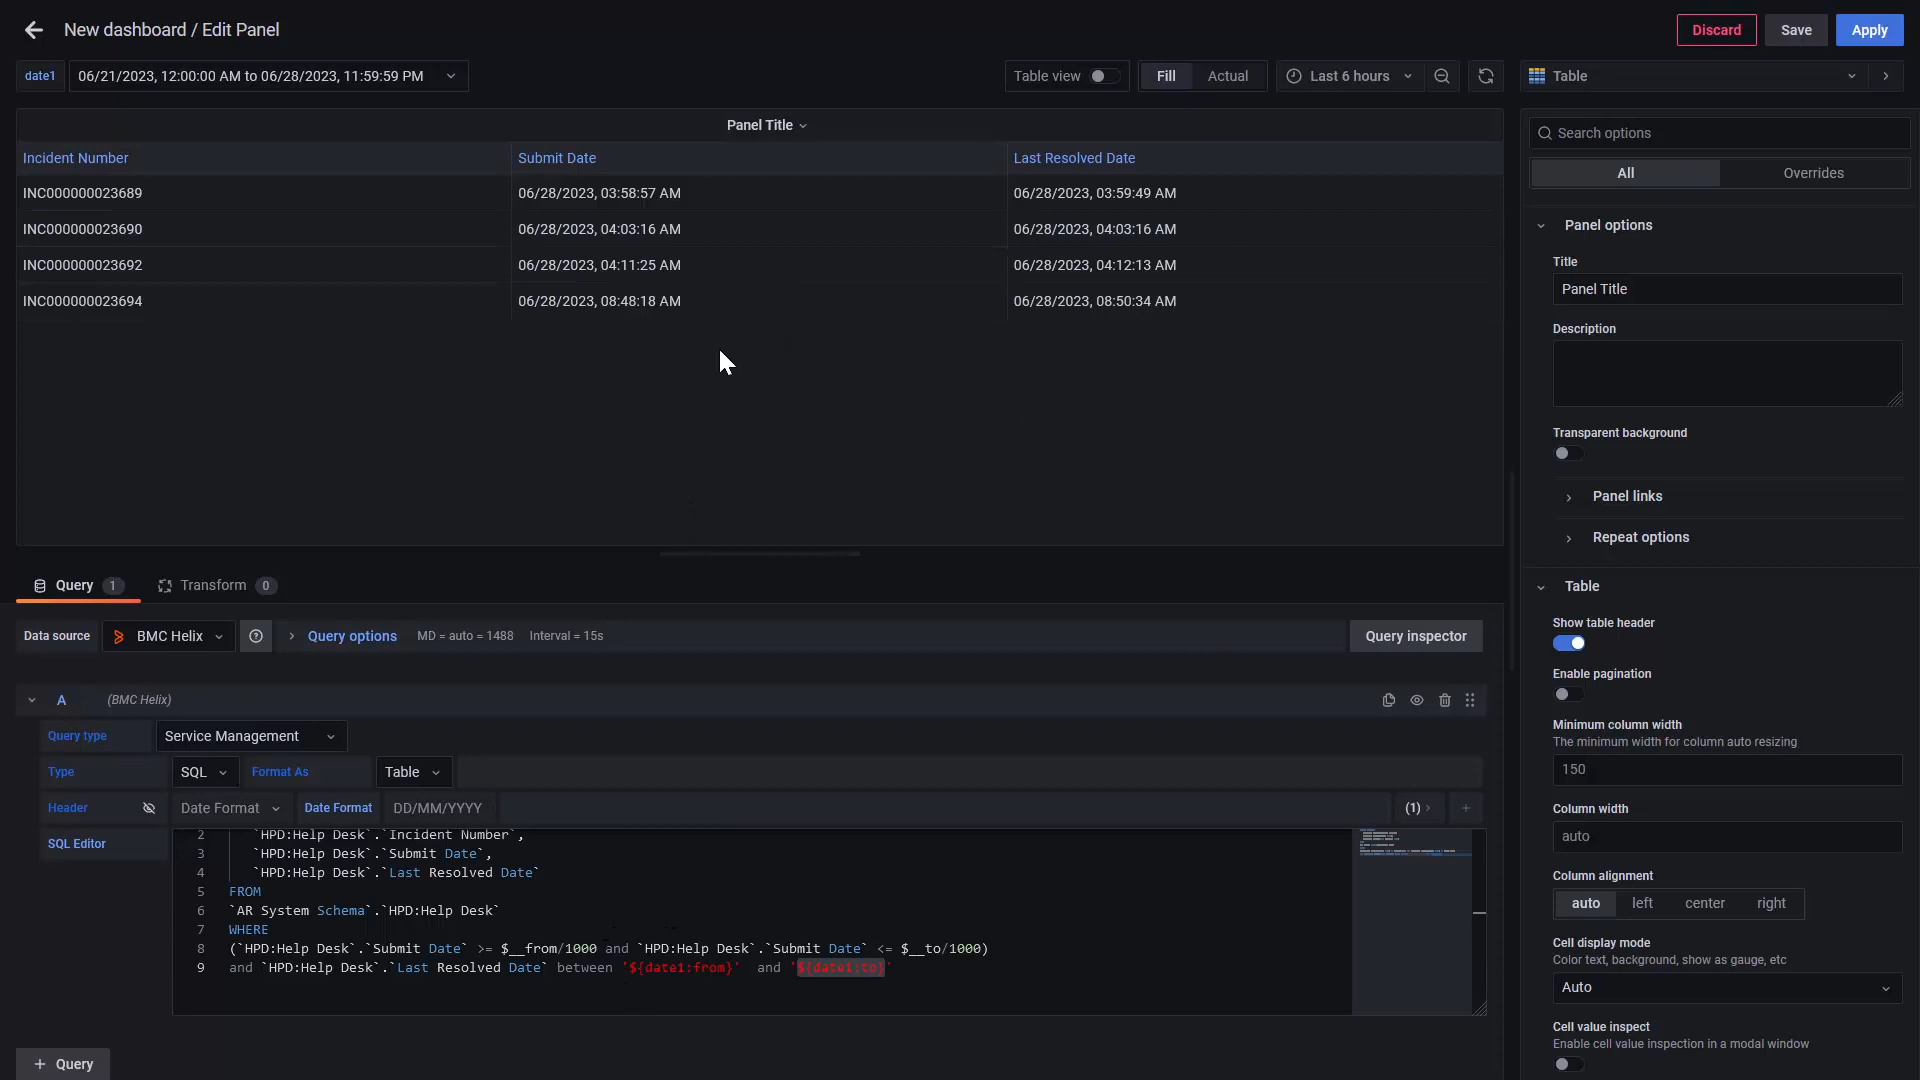 New dashboard / Edit Panel
Discard
Save
Apply
date1
06/21/2023, 12:00:00 AM to 06/28/2023, 11:59:59 PM
Table view
Fill
Actual
Last 6 hours
Table
Panel Title
Incident Number
Submit Date
Last Resolved Date
INC000000023689
06/28/2023, 03:58:57 AM
06/28/2023, 03:59:49 AM
INC000000023690
06/28/2023, 04:03:16 AM
06/28/2023, 04:03:16 AM
INC000000023692
06/28/2023, 04:11:25 AM
06/28/2023, 04:12:13 AM
INC000000023694
06/28/2023, 08:48:18 AM
06/28/2023, 08:50:34 AM
Query 1
Transform 0
Data source
BMC Helix
Query options
MD = auto = 1488
Interval = 15s
Query inspector
A
(BMC Helix)
Query type
Service Management
Type
SQL
Format As
Table
Header
Date Format
Date Format
DD/MM/YYYY
(1)
SQL Editor
2 `HPD:Help Desk`.`Incident Number`,
3 `HPD:Help Desk`.`Submit Date`,
4 `HPD:Help Desk`.`Last Resolved Date`
5 FROM
6 `AR System Schema`.`HPD:Help Desk`
7 WHERE
8 (`HPD:Help Desk`.`Submit Date` >= $__from/1000 and `HPD:Help Desk`.`Submit Date` <= $__to/1000)
9 and `HPD:Help Desk`.`Last Resolved Date` between '${date1:from}' and '${date1:to}'
+ Query
Search options
All
Overrides
Panel options
Title
Panel Title
Description
Transparent background
Panel links
Repeat options
Table
Show table header
Enable pagination
Minimum column width
The minimum width for column auto resizing
150
Column width
auto
Column alignment
auto
left
center
right
Cell display mode
Color text, background, show as gauge, etc
Auto
Cell value inspect
Enable cell value inspection in a modal window